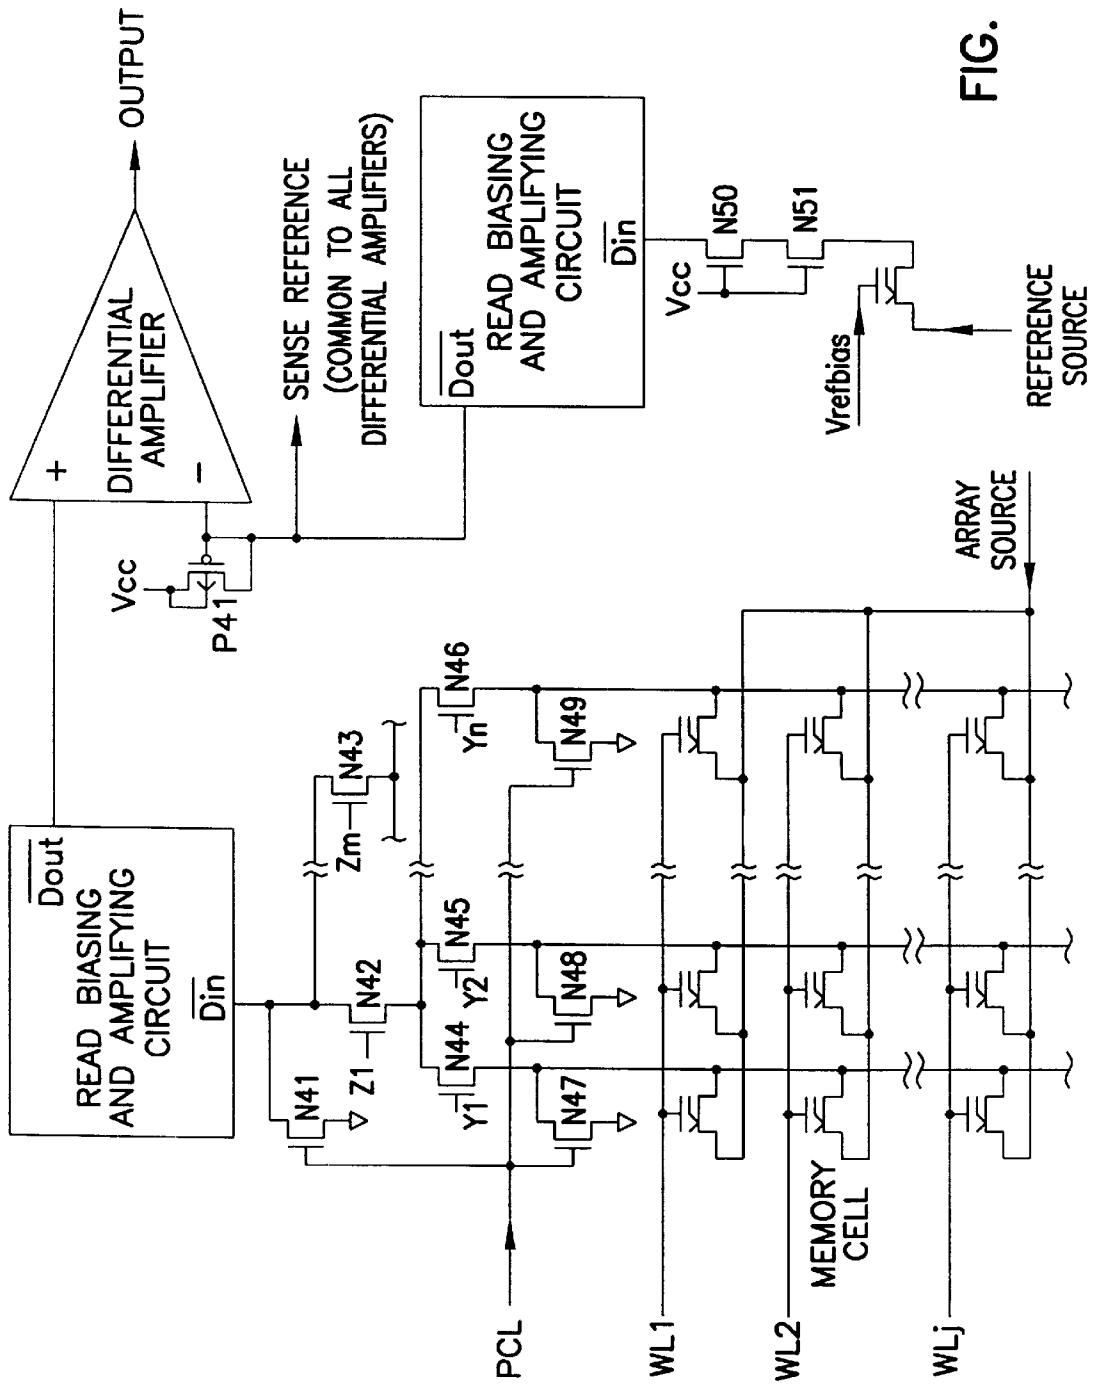 OUTPUT
DIFFERENTIAL
AMPLIFIER
+
−
Vcc
P41
SENSE REFERENCE
(COMMON TO ALL
DIFFERENTIAL AMPLIFIERS)
READ BIASING
AND AMPLIFYING
CIRCUIT
Dout
Din
READ BIASING
AND AMPLIFYING
CIRCUIT
Dout
Din
Vcc
N50
N51
Vrefbias
REFERENCE
SOURCE
N41
Z1
N42
Zm
N43
Y1
N44
Y2
N45
Yn
N46
N47
N48
N49
PCL
WL1
WL2
WLj
MEMORY
CELL
ARRAY
SOURCE
FIG.